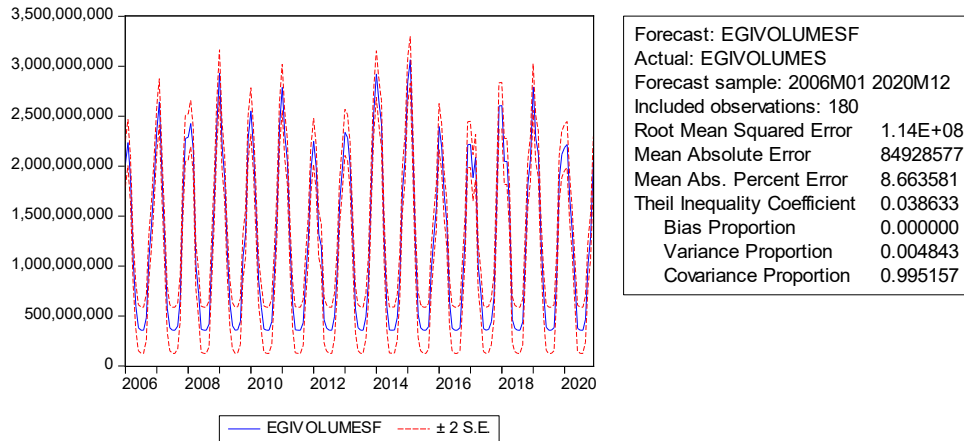 3,500,000,000
3,000,000,000
2,500,000,000
2,000,000,000
1,500,000,000
1,000,000,000
500,000,000
0
2006 2008 2010 2012 2014 2016 2018 2020
EGIVOLUMESF ± 2 S.E.
Forecast: EGIVOLUMESF
Actual: EGIVOLUMES
Forecast sample: 2006M01 2020M12
Included observations: 180
Root Mean Squared Error 1.14E+08
Mean Absolute Error 84928577
Mean Abs. Percent Error 8.663581
Theil Inequality Coefficient 0.038633
Bias Proportion 0.000000
Variance Proportion 0.004843
Covariance Proportion 0.995157